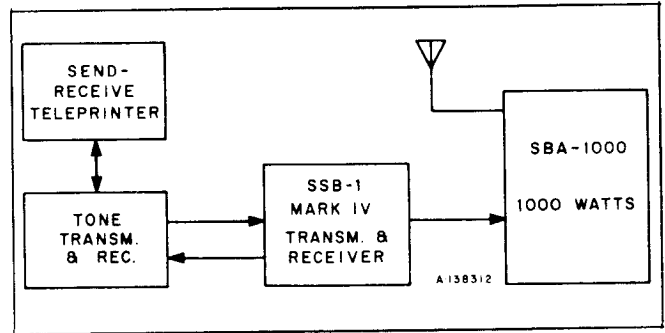 SEND-
RECEIVE
TELEPRINTER
TONE
TRANSM.
& REC.
SSB-1
MARK IV
TRANSM. &
RECEIVER
SBA-1000
1000 WATTS
A-138312